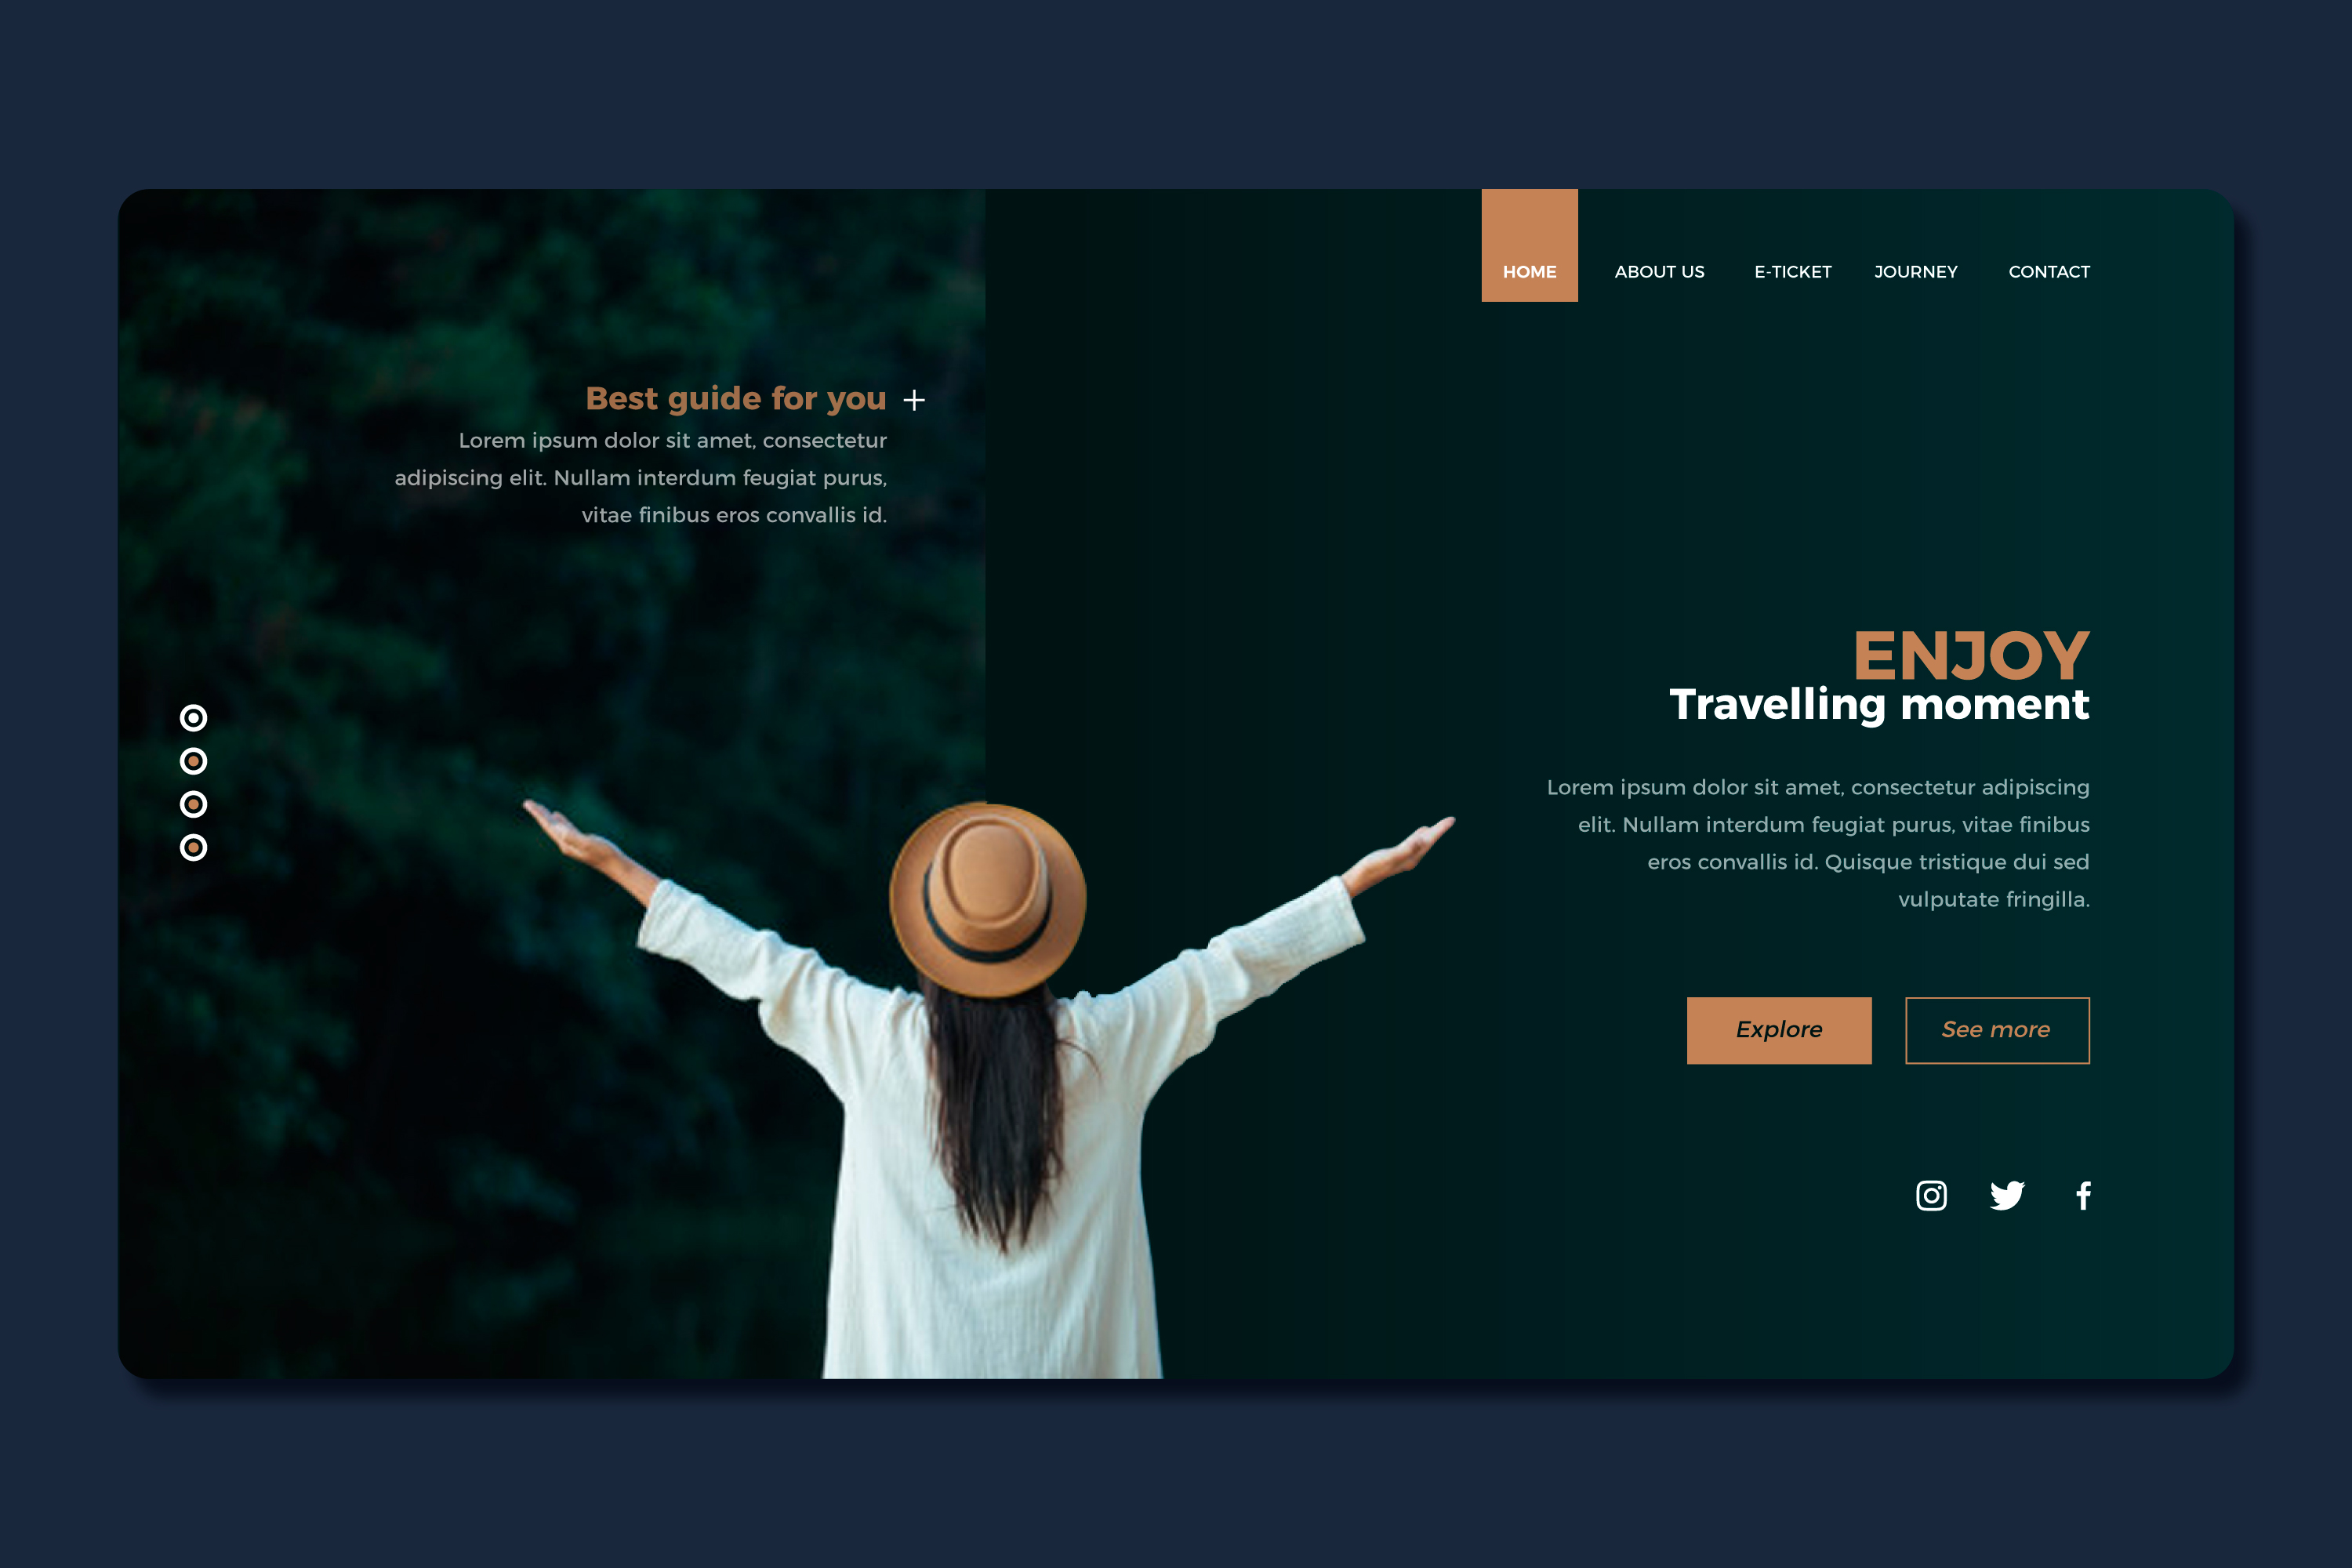 HOME ABOUT US E-TICKET JOURNEY CONTACT
Best guide for you +
Lorem ipsum dolor sit amet, consectetur
adipiscing elit. Nullam interdum feugiat purus,
vitae finibus eros convallis id.
ENJOY
Travelling moment
Lorem ipsum dolor sit amet, consectetur adipiscing
elit. Nullam interdum feugiat purus, vitae finibus
eros convallis id. Quisque tristique dui sed
vulputate fringilla.
Explore See more